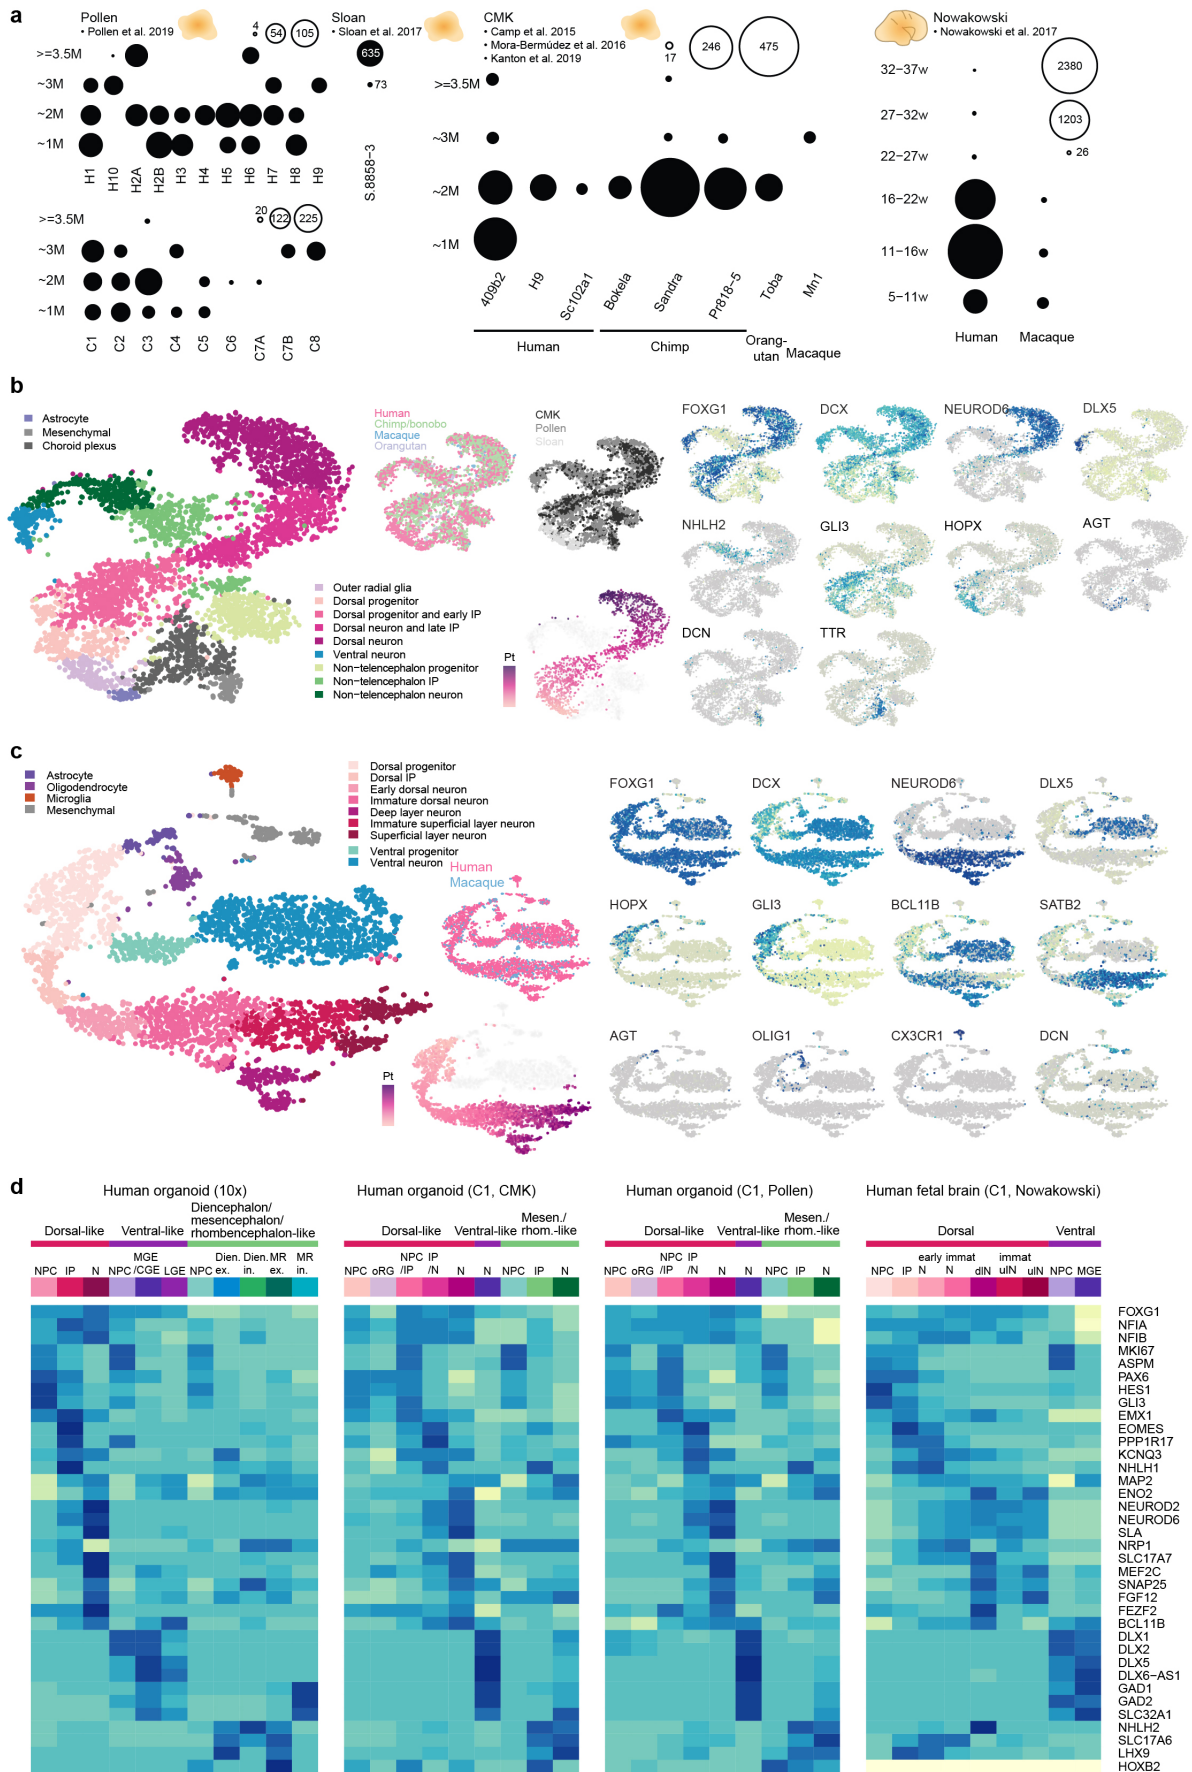 a
Pollen
• Pollen et al. 2019
4
54
105
>=3.5M
~3M
~2M
~1M
H1
H10
H2A
H2B
H3
H4
H5
H6
H7
H8
H9
20
122
225
>=3.5M
~3M
~2M
~1M
C1
C2
C3
C4
C5
C6
C7A
C7B
C8
Sloan
• Sloan et al. 2017
635
73
S.8858−3
CMK
• Camp et al. 2015
• Mora-Bermúdez et al. 2016
• Kanton et al. 2019
17
246
475
>=3.5M
~3M
~2M
~1M
409b2
H9
Sc102a1
Bokela
Sandra
Pr818−5
Toba
Mn1
Human
Chimp
Orang-
utan
Macaque
Nowakowski
• Nowakowski et al. 2017
2380
1203
26
32−37w
27−32w
22−27w
16−22w
11−16w
5−11w
Human
Macaque
b
Astrocyte
Mesenchymal
Choroid plexus
Human
Chimp/bonobo
Macaque
Orangutan
CMK
Pollen
Sloan
Outer radial glia
Dorsal progenitor
Dorsal progenitor and early IP
Dorsal neuron and late IP
Dorsal neuron
Ventral neuron
Non−telencephalon progenitor
Non−telencephalon IP
Non−telencephalon neuron
Pt
FOXG1
DCX
NEUROD6
DLX5
NHLH2
GLI3
HOPX
AGT
DCN
TTR
c
Astrocyte
Oligodendrocyte
Microglia
Mesenchymal
Dorsal progenitor
Dorsal IP
Early dorsal neuron
Immature dorsal neuron
Deep layer neuron
Immature superficial layer neuron
Superficial layer neuron
Ventral progenitor
Ventral neuron
Human
Macaque
Pt
FOXG1
DCX
NEUROD6
DLX5
HOPX
GLI3
BCL11B
SATB2
AGT
OLIG1
CX3CR1
DCN
d
Human organoid (10x)
Dorsal-like
Ventral-like
Diencephalon/
mesencephalon/
rhombencephalon-like
NPC IP N NPC MGE/CGE LGE NPC Dien. ex. Dien. in. MR ex. MR in.
Human organoid (C1, CMK)
Dorsal-like
Ventral-like
Mesen./
rhom.-like
NPC oRG NPC/IP IP/N N N NPC IP N
Human organoid (C1, Pollen)
Dorsal-like
Ventral-like
Mesen./
rhom.-like
NPC oRG NPC/IP IP/N N N NPC IP N
Human fetal brain (C1, Nowakowski)
Dorsal
Ventral
NPC IP early N immat N dlN immat ulN ulN NPC MGE
FOXG1
NFIA
NFIB
MKI67
ASPM
PAX6
HES1
GLI3
EMX1
EOMES
PPP1R17
KCNQ3
NHLH1
MAP2
ENO2
NEUROD2
NEUROD6
SLA
NRP1
SLC17A7
MEF2C
SNAP25
FGF12
FEZF2
BCL11B
DLX1
DLX2
DLX5
DLX6−AS1
GAD1
GAD2
SLC32A1
NHLH2
SLC17A6
LHX9
HOXB2